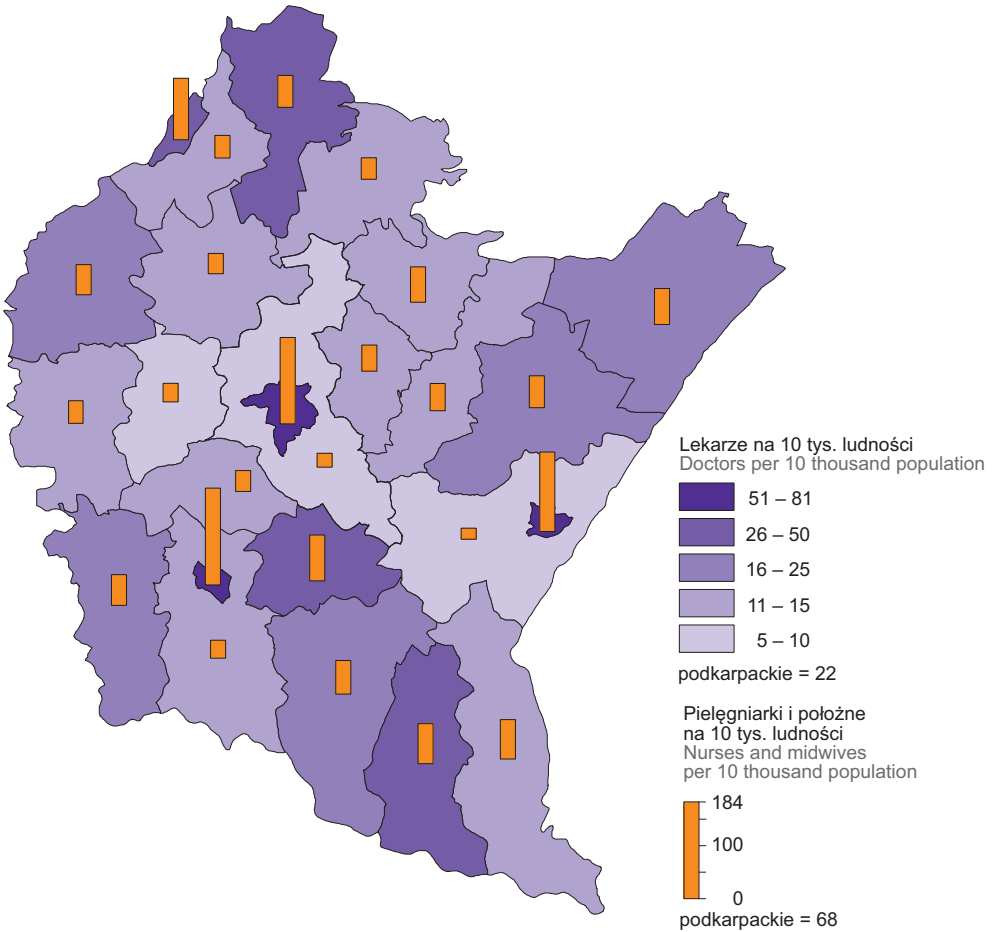 Lekarze na 10 tys. ludności
Doctors per 10 thousand population
51 – 81
26 – 50
16 – 25
11 – 15
5 – 10
podkarpackie = 22
Pielęgniarki i położne
na 10 tys. ludności
Nurses and midwives
per 10 thousand population
184
100
0
podkarpackie = 68